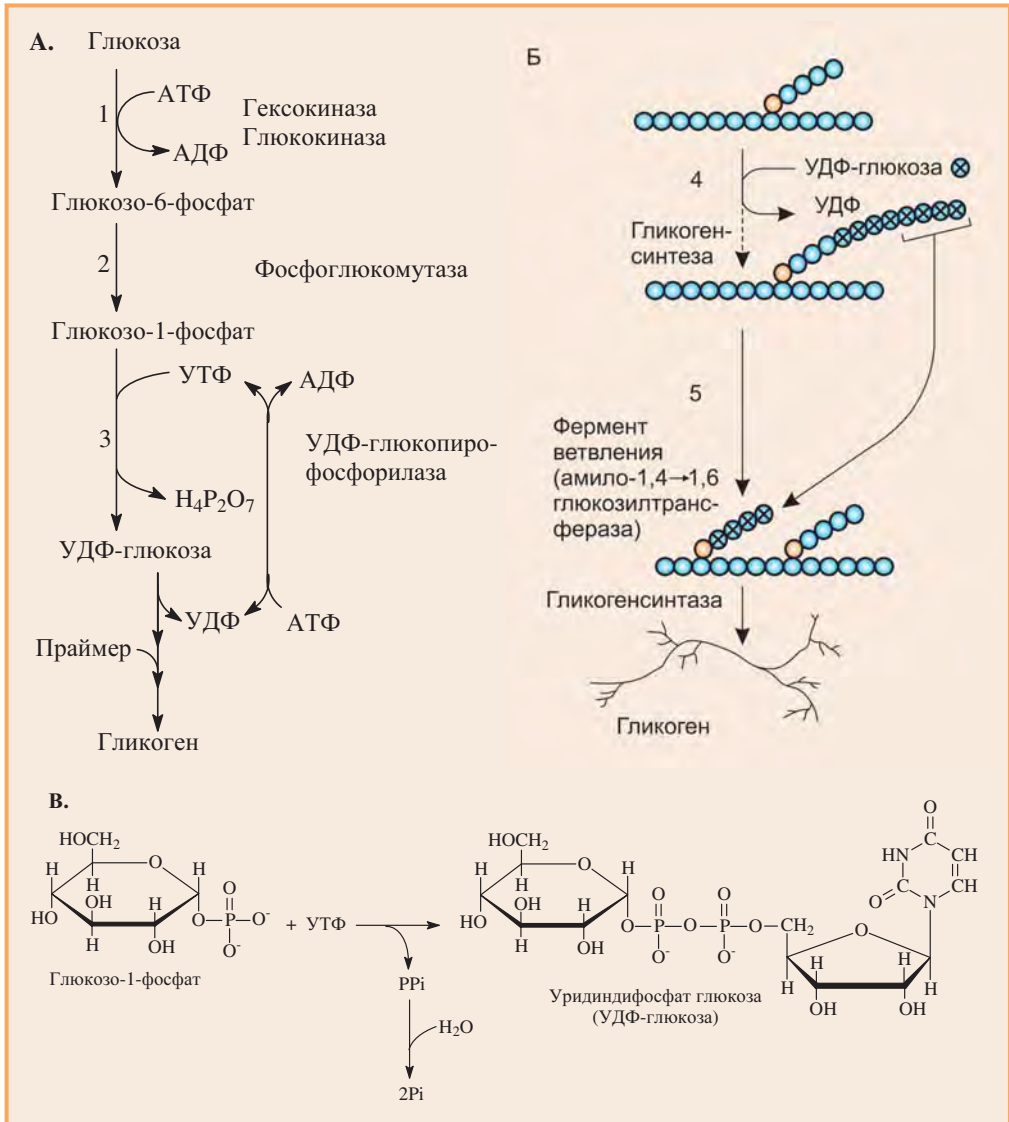 А.
Глюкоза
1
АТФ
АДФ
Гексокиназа
Глюкокиназа
Глюкозо-6-фосфат
2
Фосфоглюкомутаза
Глюкозо-1-фосфат
3
УТФ
АДФ
УДФ-глюкопиро-
фосфорилаза
H₄P₂O₇
УДФ-глюкоза
УДФ
АТФ
Праймер
Гликоген
Б
4
УДФ-глюкоза
УДФ
Гликоген-
синтеза
5
Фермент
ветвления
(амило-1,4→1,6
глюкозилтранс-
фераза)
Гликогенсинтаза
Гликоген
В.
HOCH₂
H
O
H
H
OH
H
HO
H
OH
O
P
O
O⁻
O⁻
Глюкозо-1-фосфат
+ УТФ
PPi
H₂O
2Pi
HOCH₂
H
O
H
H
OH
H
HO
H
OH
O
P
O
O⁻
O
P
O
O⁻
O
CH₂
O
H
H
H
H
OH
OH
O
C
HN
CH
C
CH
O
N
Уридиндифосфат глюкоза
(УДФ-глюкоза)